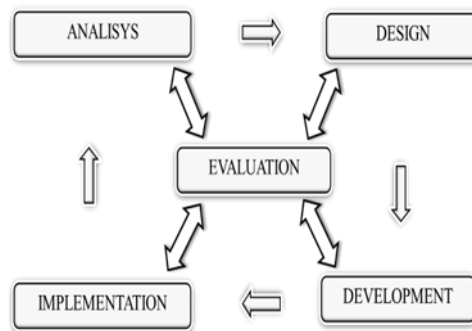 ANALISYS
DESIGN
EVALUATION
IMPLEMENTATION
DEVELOPMENT